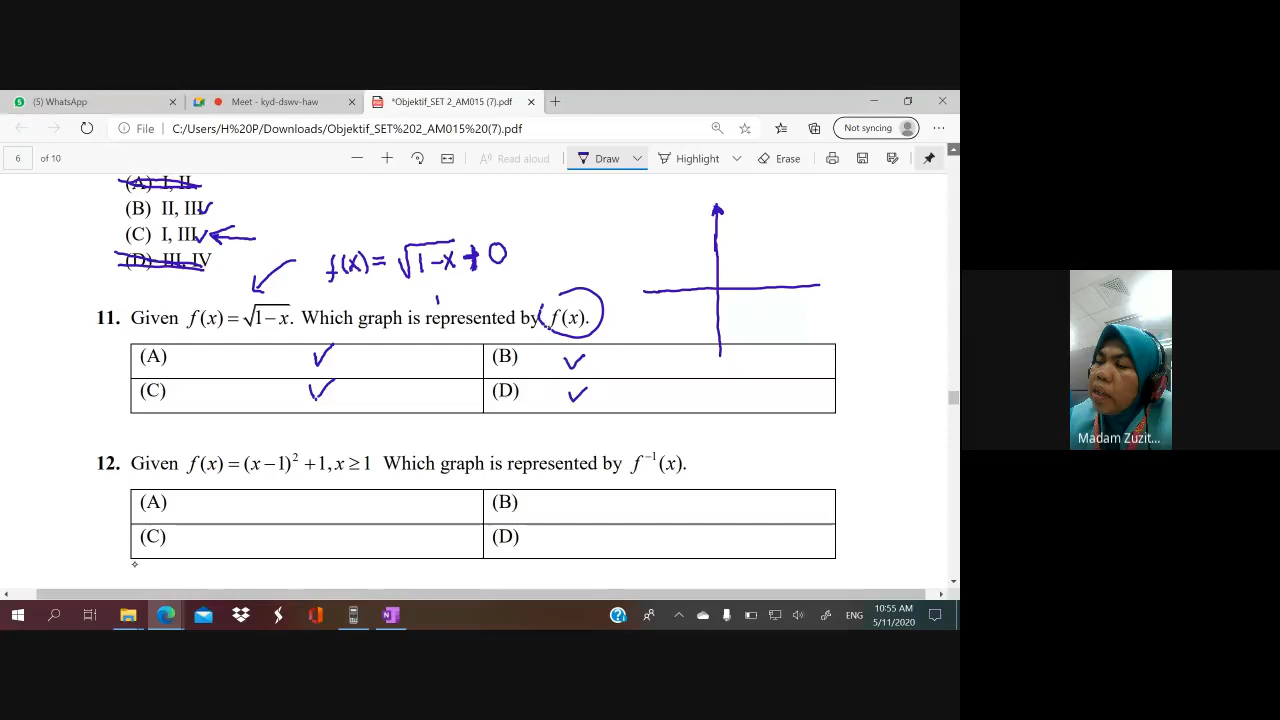 (5) WhatsApp
Meet - kyd-dswv-haw
*Objektif_SET 2_AM015 (7).pdf
File
C:/Users/H%20P/Downloads/Objektif_SET%202_AM015%20(7).pdf
Not syncing
6 of 10
Read aloud
Draw
Highlight
Erase
(A) I, II
(B) II, III
(C) I, III
(D) III, IV
f(x) = √1-x + 0
11. Given f(x) = √1−x. Which graph is represented by f(x).
(A) (B)
(C) (D)
12. Given f(x) = (x−1)² +1, x ≥ 1 Which graph is represented by f⁻¹(x).
(A) (B)
(C) (D)
Madam Zuzit...
ENG
10:55 AM
5/11/2020